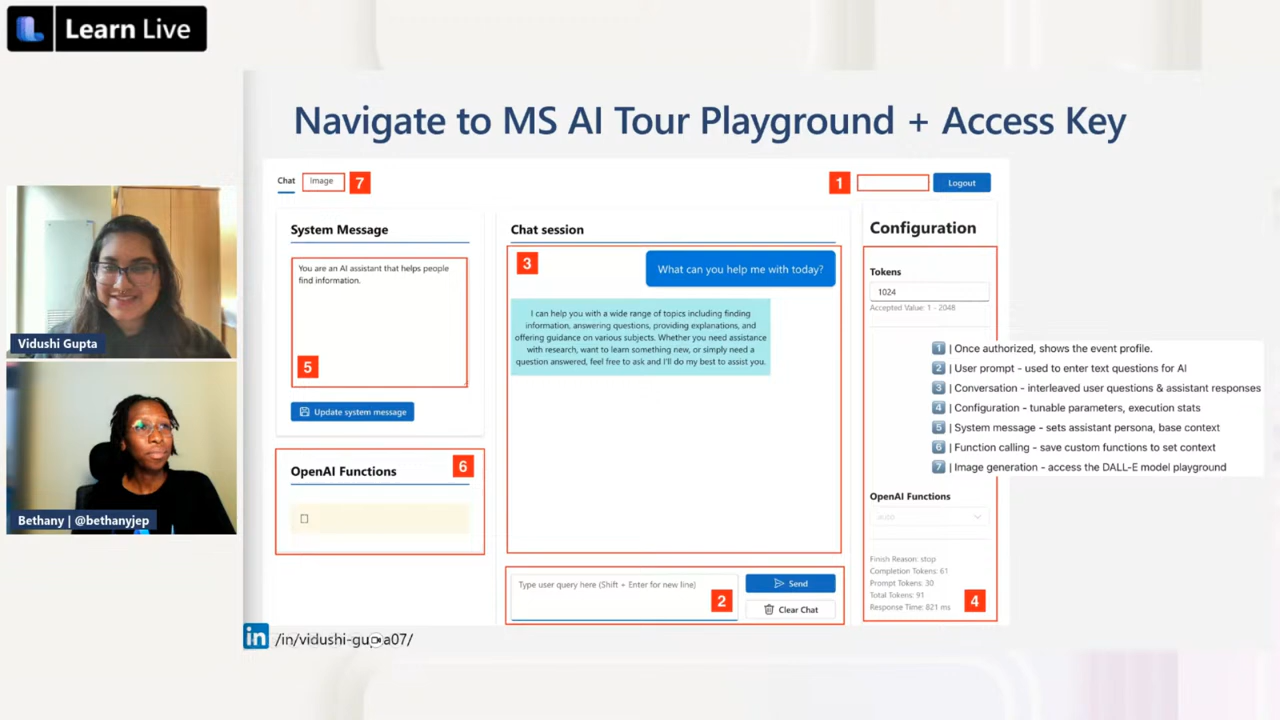 Learn Live
Navigate to MS AI Tour Playground + Access Key
Chat
Image
7
1
Logout
System Message
You are an AI assistant that helps people
find information.
5
Update system message
OpenAI Functions
6
Chat session
3
What can you help me with today?
I can help you with a wide range of topics including finding
information, answering questions, providing explanations, and
offering guidance on various subjects. Whether you need assistance
with research, want to learn something new, or simply need a
question answered, feel free to ask and I'll do my best to assist you.
Type user query here (Shift + Enter for new line)
2
Send
Clear Chat
Configuration
Tokens
1024
Accepted Value: 1 - 2048
1 | Once authorized, shows the event profile.
2 | User prompt - used to enter text questions for AI
3 | Conversation - interleaved user questions & assistant responses
4 | Configuration - tunable parameters, execution stats
5 | System message - sets assistant persona, base context
6 | Function calling - save custom functions to set context
7 | Image generation - access the DALL-E model playground
OpenAI Functions
Finish Reason: stop
Completion Tokens: 61
Prompt Tokens: 30
Total Tokens: 91
Response Time: 821 ms
4
Vidushi Gupta
Bethany | @bethanyjep
in /in/vidushi-gupta07/